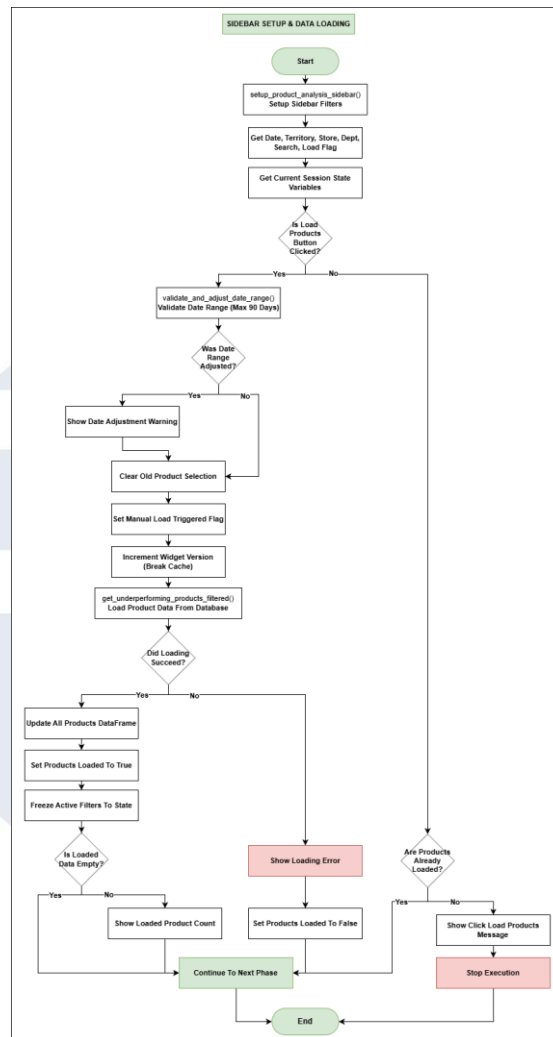 SIDEBAR SETUP & DATA LOADING
Start
setup_product_analysis_sidebar()
Setup Sidebar Filters
Get Date, Territory, Store, Dept,
Search, Load Flag
Get Current Session State
Variables
Is Load
Products
Button
Clicked?
Yes
No
validate_and_adjust_date_range()
Validate Date Range (Max 90 Days)
Was Date
Range
Adjusted?
Yes
No
Show Date Adjustment Warning
Clear Old Product Selection
Set Manual Load Triggered Flag
Increment Widget Version
(Break Cache)
get_underperforming_products_filtered()
Load Product Data From Database
Did Loading
Succeed?
Yes
No
Update All Products DataFrame
Set Products Loaded To True
Freeze Active Filters To State
Is Loaded
Data Empty?
Show Loading Error
Are Products
Already
Loaded?
Yes
No
Yes
No
Show Loaded Product Count
Set Products Loaded To False
Show Click Load Products
Message
Continue To Next Phase
Stop Execution
End